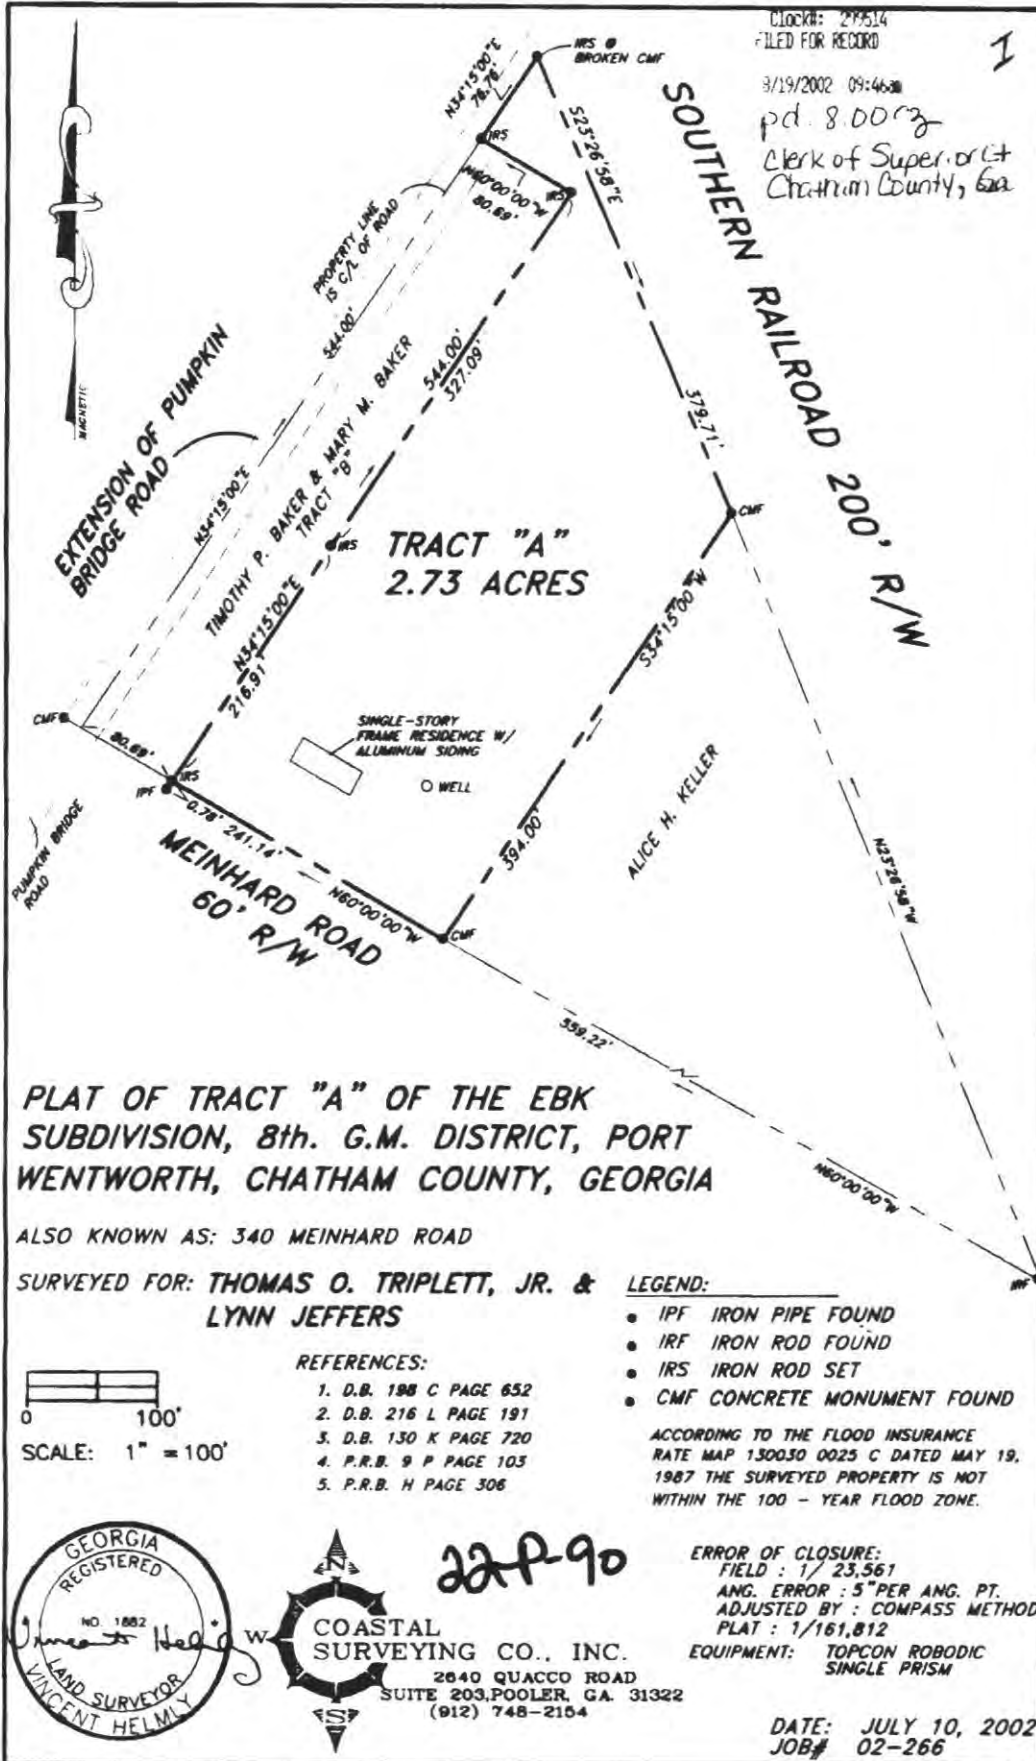 Clock#: 299514
FILED FOR RECORD
9/19/2002 09:46am
pd. 8.00
Clerk of Superior Ct
Chatham County, Ga
1
IRS @
BROKEN CMF
N34°15'00"E
76.76'
IRS
N60°00'00"W
80.69'
IRS
S23°26'58"E
SOUTHERN RAILROAD 200' R/W
PROPERTY LINE
IS C/L OF ROAD
544.00'
MAGNETIC
EXTENSION OF PUMPKIN
BRIDGE ROAD
N34°15'00"E
TIMOTHY P. BAKER & MARY M. BAKER
TRACT "B"
544.00'
327.09'
379.71'
CMF
IRS
TRACT "A"
2.73 ACRES
N34°15'00"E
216.91'
S34°15'00"W
394.00'
CMF
80.69'
IRS
IPF
0.78'
241.14'
SINGLE-STORY
FRAME RESIDENCE W/
ALUMINUM SIDING
WELL
ALICE H. KELLER
PUMPKIN BRIDGE
ROAD
MEINHARD ROAD
60' R/W
N60°00'00"W
CMF
N23°26'58"W
559.22'
N60°00'00"W
IRF
PLAT OF TRACT "A" OF THE EBK
SUBDIVISION, 8th. G.M. DISTRICT, PORT
WENTWORTH, CHATHAM COUNTY, GEORGIA
ALSO KNOWN AS: 340 MEINHARD ROAD
SURVEYED FOR: THOMAS O. TRIPLETT, JR. &
LYNN JEFFERS
LEGEND:
IPF IRON PIPE FOUND
IRF IRON ROD FOUND
IRS IRON ROD SET
CMF CONCRETE MONUMENT FOUND
0 100'
SCALE: 1" = 100'
REFERENCES:
1. D.B. 198 C PAGE 652
2. D.B. 216 L PAGE 191
3. D.B. 130 K PAGE 720
4. P.R.B. 9 P PAGE 103
5. P.R.B. H PAGE 306
ACCORDING TO THE FLOOD INSURANCE
RATE MAP 130030 0025 C DATED MAY 19,
1987 THE SURVEYED PROPERTY IS NOT
WITHIN THE 100 - YEAR FLOOD ZONE.
GEORGIA
REGISTERED
NO. 1882
Vincent Helmly
LAND SURVEYOR
VINCENT HELMLY
N
W
S
COASTAL
SURVEYING CO., INC.
2640 QUACCO ROAD
SUITE 203,POOLER, GA. 31322
(912) 748-2154
22-P-90
ERROR OF CLOSURE:
FIELD : 1/ 23,561
ANG. ERROR : 5"PER ANG. PT.
ADJUSTED BY : COMPASS METHOD
PLAT : 1/161,812
EQUIPMENT: TOPCON ROBODIC
SINGLE PRISM
DATE: JULY 10, 2002
JOB# 02-266